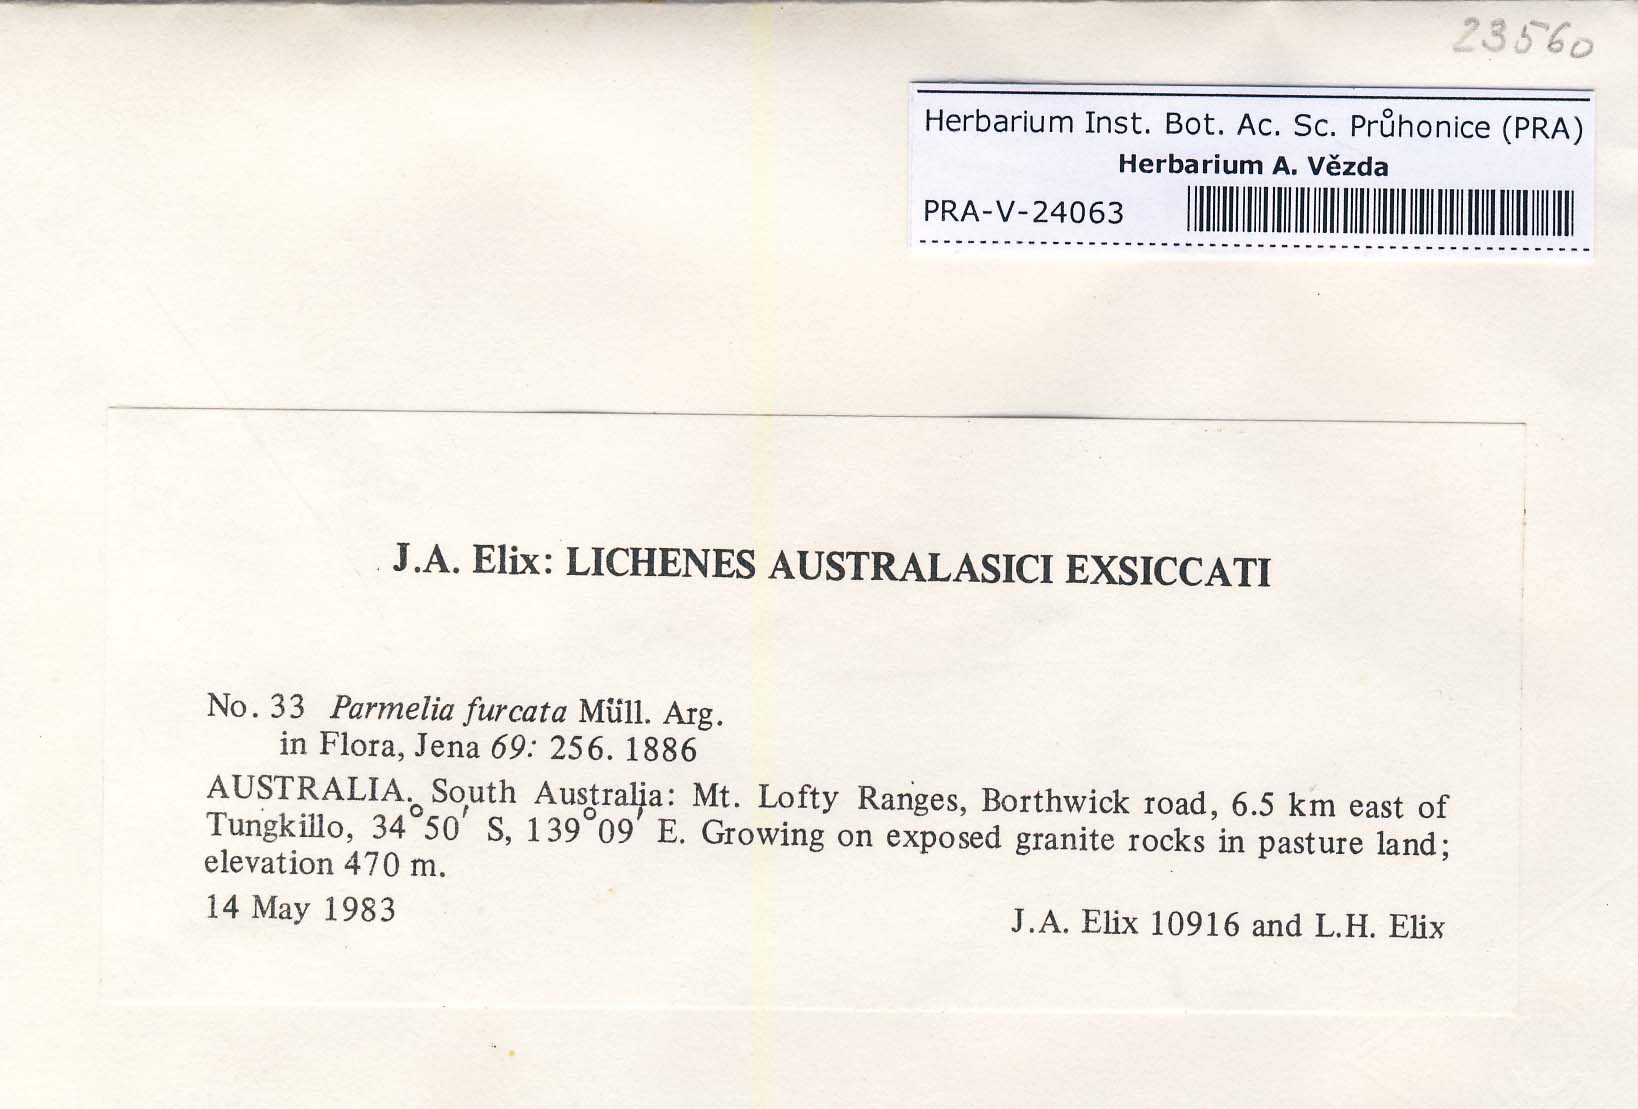 23560
Herbarium Inst. Bot. Ac. Sc. Průhonice (PRA)
Herbarium A. Vězda
PRA-V-24063
J.A. Elix: LICHENES AUSTRALASICI EXSICCATI
No. 33 Parmelia furcata Müll. Arg.
in Flora, Jena 69: 256. 1886
AUSTRALIA. South Australia: Mt. Lofty Ranges, Borthwick road, 6.5 km east of
Tungkillo, 34°50′ S, 139°09′ E. Growing on exposed granite rocks in pasture land;
elevation 470 m.
14 May 1983
J.A. Elix 10916 and L.H. Elix